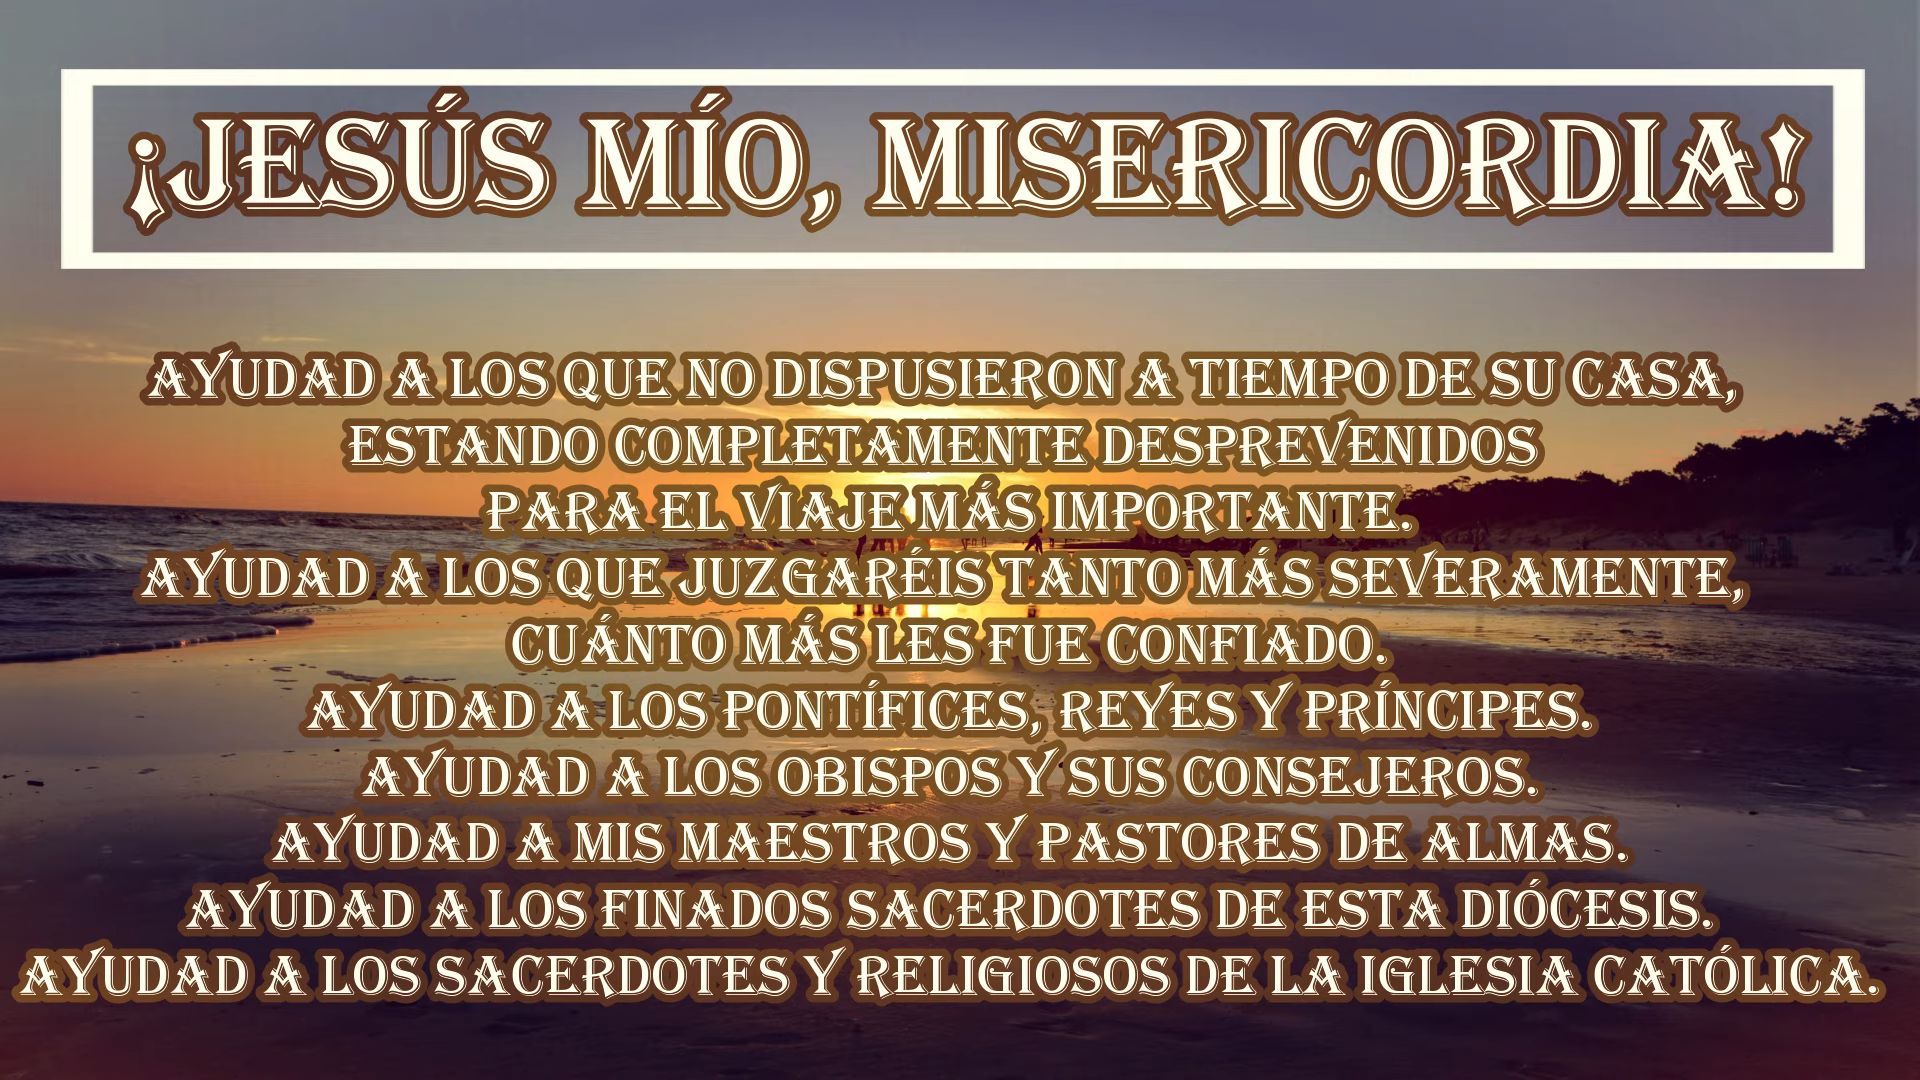 ¡JESÚS MÍO, MISERICORDIA!
AYUDAD A LOS QUE NO DISPUSIERON A TIEMPO DE SU CASA,
ESTANDO COMPLETAMENTE DESPREVENIDOS
PARA EL VIAJE MÁS IMPORTANTE.
AYUDAD A LOS QUE JUZGARÉIS TANTO MÁS SEVERAMENTE,
CUÁNTO MÁS LES FUE CONFIADO.
AYUDAD A LOS PONTÍFICES, REYES Y PRÍNCIPES.
AYUDAD A LOS OBISPOS Y SUS CONSEJEROS.
AYUDAD A MIS MAESTROS Y PASTORES DE ALMAS.
AYUDAD A LOS FINADOS SACERDOTES DE ESTA DIÓCESIS.
AYUDAD A LOS SACERDOTES Y RELIGIOSOS DE LA IGLESIA CATÓLICA.